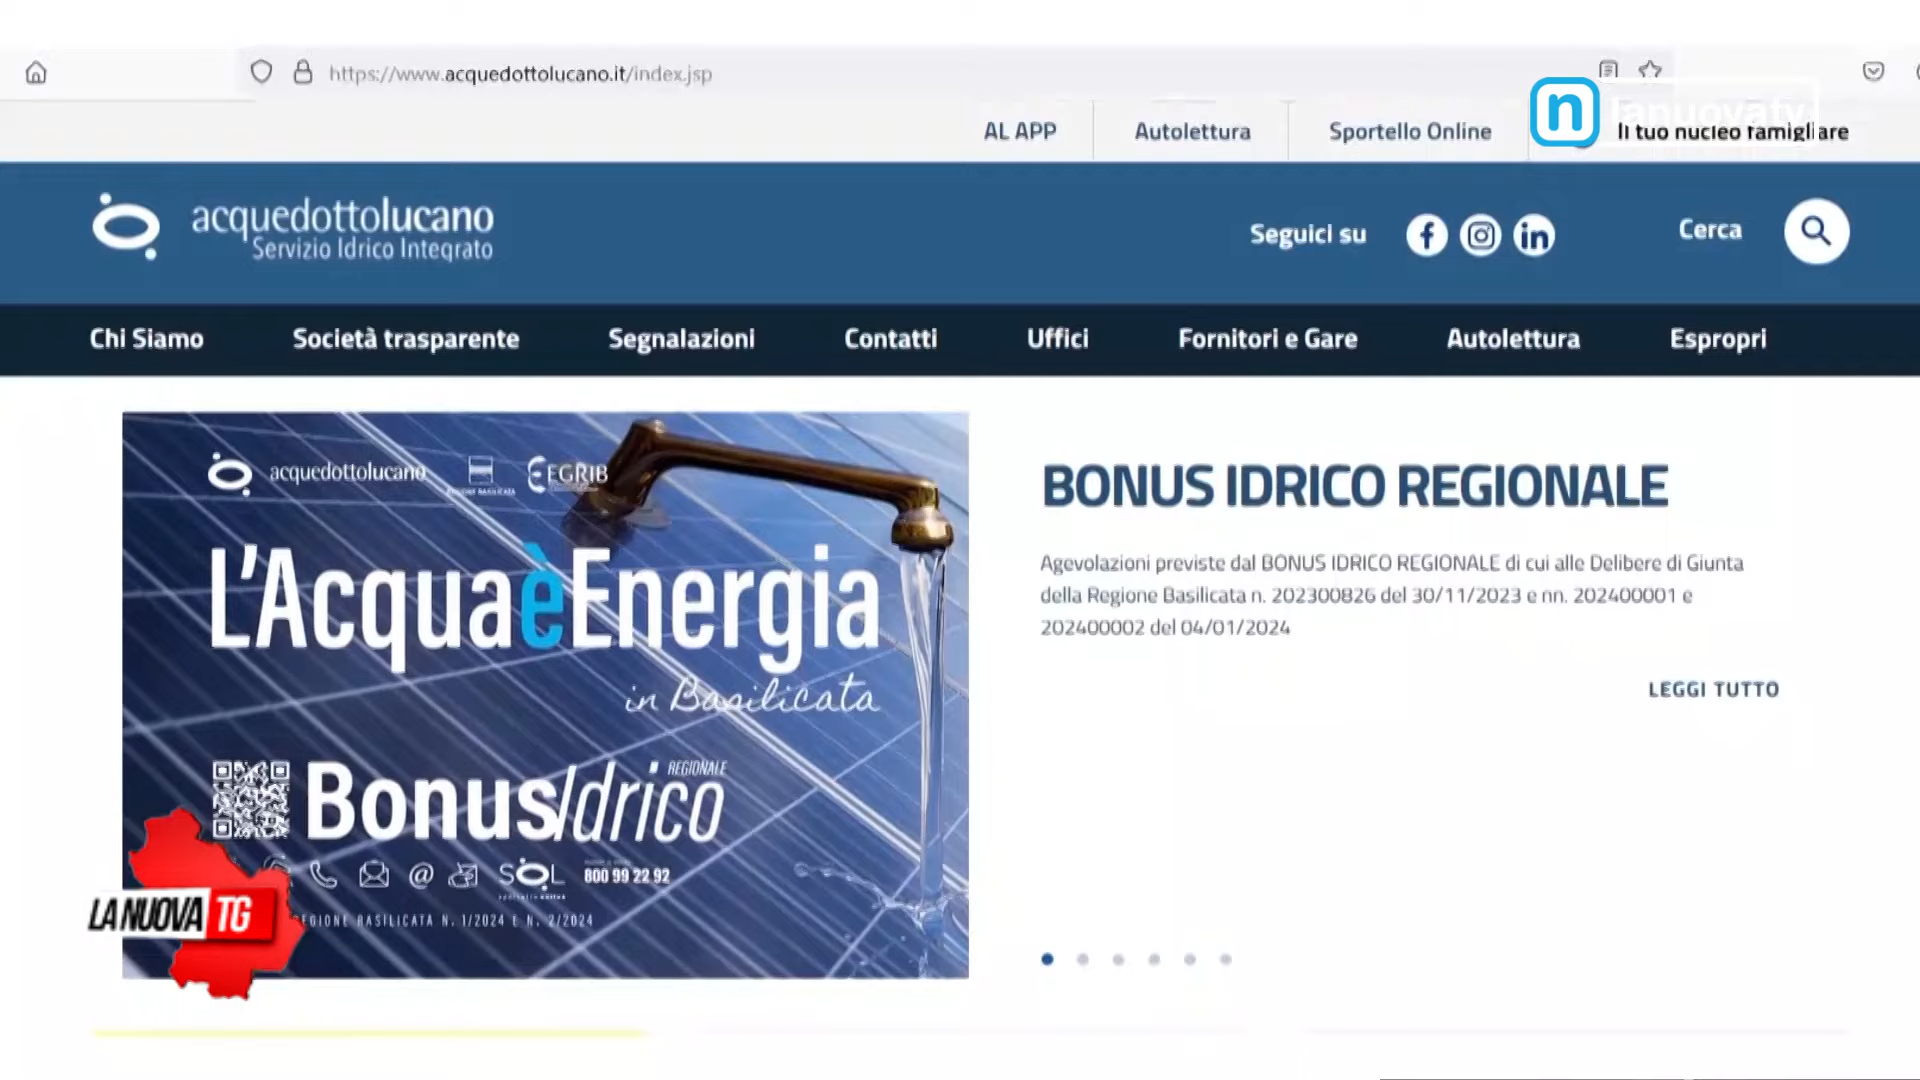 https://www.acquedottolucano.it/index.jsp
AL APP
Autolettura
Sportello Online
Il tuo nucleo famigliare
n lanuovatv
acquedottolucano
Servizio Idrico Integrato
Seguici su
Cerca
Chi Siamo
Società trasparente
Segnalazioni
Contatti
Uffici
Fornitori e Gare
Autolettura
Espropri
acquedottolucano
REGIONE BASILICATA
EGRIB
L'AcquaèEnergia
in Basilicata
BonusIdrico
REGIONALE
SOL
800 99 22 92
REGIONE BASILICATA N. 1/2024 E N. 2/2024
LA NUOVA TG
BONUS IDRICO REGIONALE
Agevolazioni previste dal BONUS IDRICO REGIONALE di cui alle Delibere di Giunta
della Regione Basilicata n. 202300826 del 30/11/2023 e nn. 202400001 e
202400002 del 04/01/2024
LEGGI TUTTO